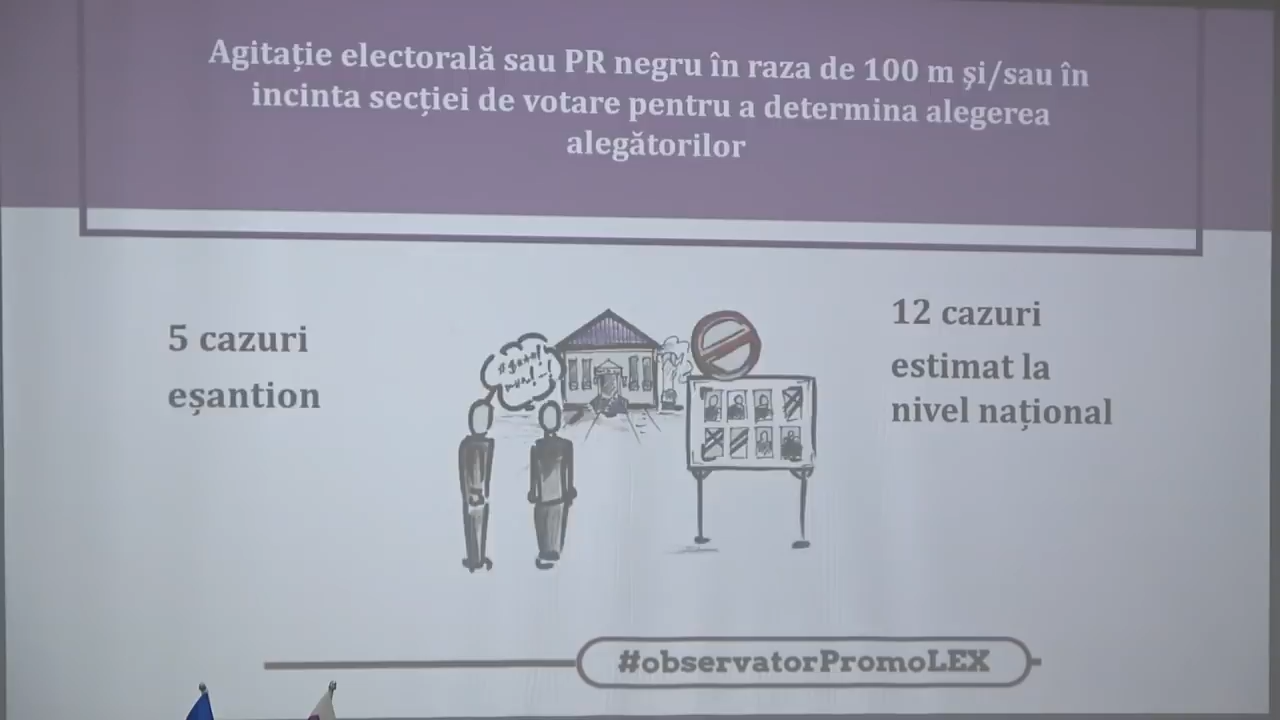 Agitație electorală sau PR negru în raza de 100 m și/sau în
incinta secției de votare pentru a determina alegerea
alegătorilor
5 cazuri
eșantion
12 cazuri
estimat la
nivel național
#observatorPromoLEX